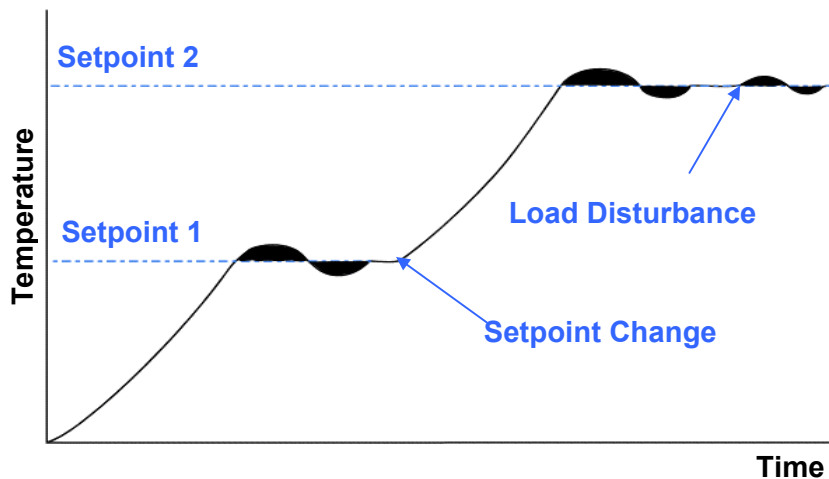 Setpoint 2
Setpoint 1
Load Disturbance
Setpoint Change
Temperature
Time